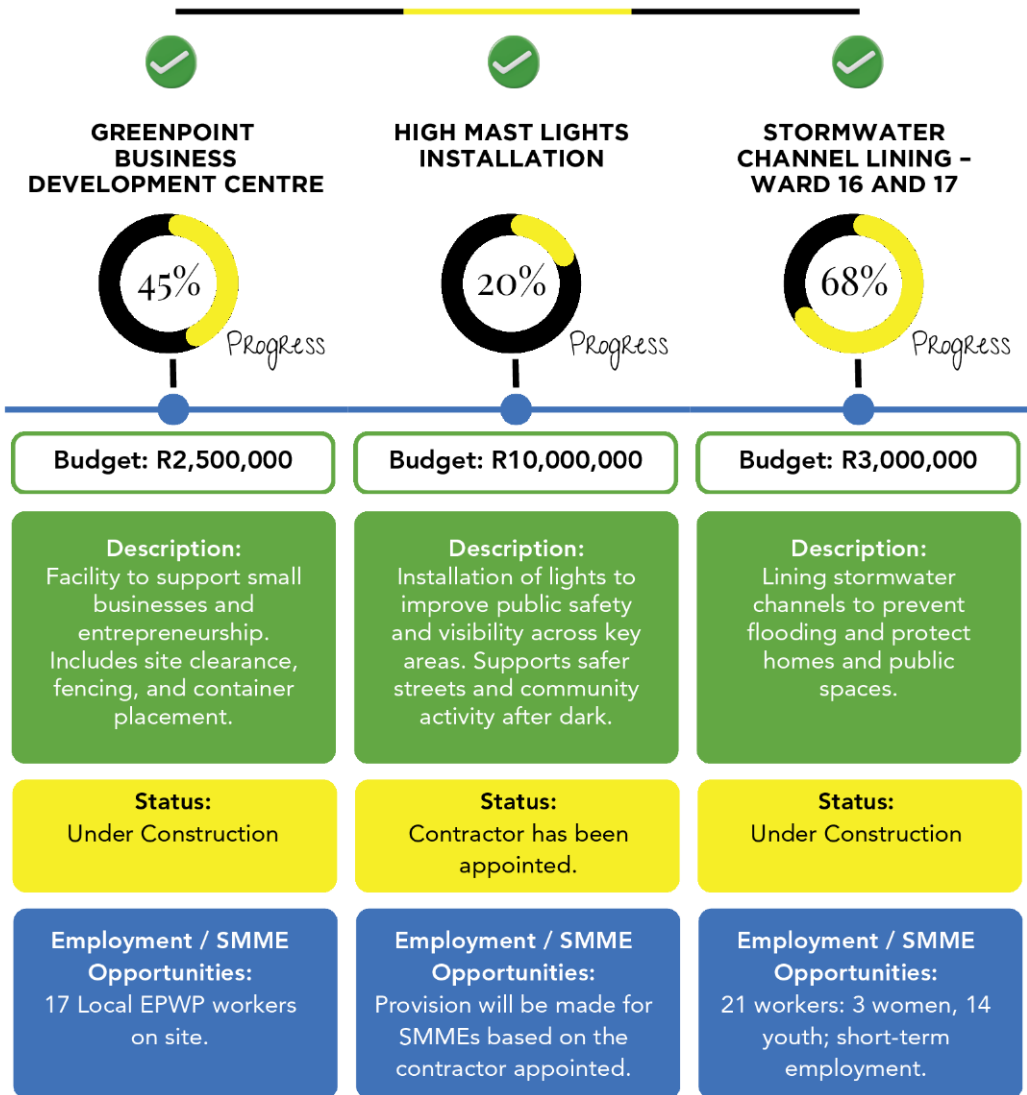 GREENPOINT
BUSINESS
DEVELOPMENT CENTRE
45%
Progress
Budget: R2,500,000
Description:
Facility to support small
businesses and
entrepreneurship.
Includes site clearance,
fencing, and container
placement.
Status:
Under Construction
Employment / SMME
Opportunities:
17 Local EPWP workers
on site.
HIGH MAST LIGHTS
INSTALLATION
20%
Progress
Budget: R10,000,000
Description:
Installation of lights to
improve public safety
and visibility across key
areas. Supports safer
streets and community
activity after dark.
Status:
Contractor has been
appointed.
Employment / SMME
Opportunities:
Provision will be made for
SMMEs based on the
contractor appointed.
STORMWATER
CHANNEL LINING –
WARD 16 AND 17
68%
Progress
Budget: R3,000,000
Description:
Lining stormwater
channels to prevent
flooding and protect
homes and public
spaces.
Status:
Under Construction
Employment / SMME
Opportunities:
21 workers: 3 women, 14
youth; short-term
employment.